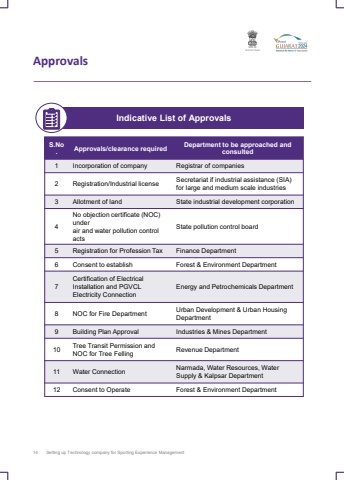 GUJARAT 2024
Approvals
Indicative List of Approvals
S.No
.
Approvals/clearance required
Department to be approached and
consulted
1 Incorporation of company Registrar of companies
2 Registration/Industrial license Secretariat if industrial assistance (SIA)
for large and medium scale industries
3 Allotment of land State industrial development corporation
No objection certificate (NOC)
under
4 air and water pollution control State pollution control board
acts
5 Registration for Profession Tax Finance Department
6 Consent to establish Forest & Environment Department
Certification of Electrical
7 Installation and PGVCL Energy and Petrochemicals Department
Electricity Connection
8 NOC for Fire Department Urban Development & Urban Housing
Department
9 Building Plan Approval Industries & Mines Department
10 Tree Transit Permission and
NOC for Tree Felling Revenue Department
11 Water Connection Narmada, Water Resources, Water
Supply & Kalpsar Department
12 Consent to Operate Forest & Environment Department
Setting up Technology company for Sporting Experience Management